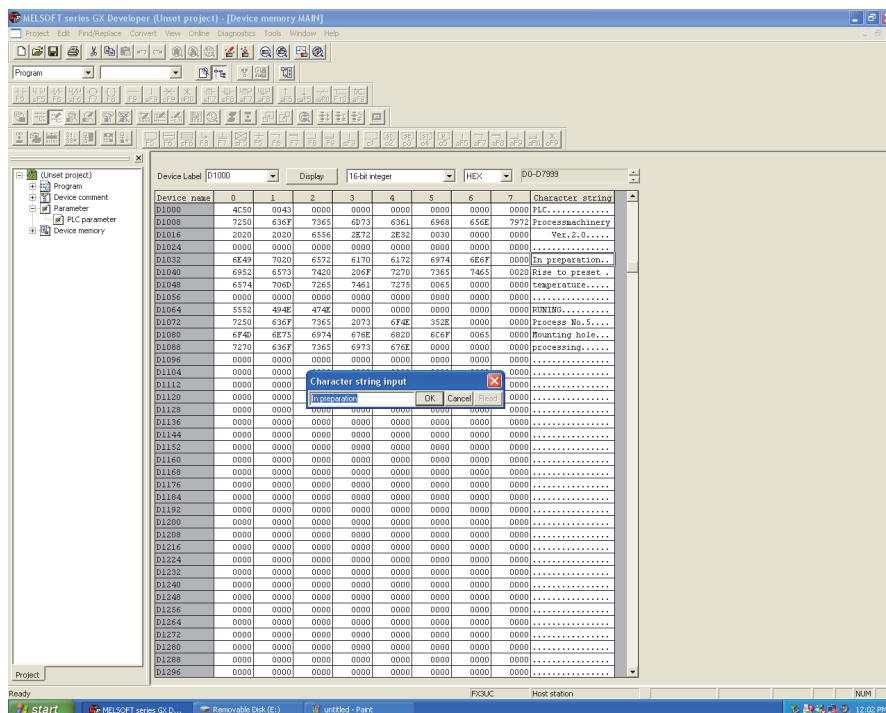 MELSOFT series GX Developer (Unset project) - [Device memory MAIN]
Project Edit Find/Replace Convert View Online Diagnostics Tools Window Help
Program
Device Label D1000 Display 16-bit integer HEX D0-D7999
(Unset project)
Program
Device comment
Parameter
PLC parameter
Device memory
Project
Device name 0 1 2 3 4 5 6 7 Character string
D1000 4C50 0043 0000 0000 0000 0000 0000 0000 PLC.............
D1008 7250 636F 7365 6D73 6361 6968 656E 7972 Processmachinery
D1016 2020 2020 6556 2E72 2E32 0030 0000 0000 Ver.2.0.....
D1024 0000 0000 0000 0000 0000 0000 0000 0000 ................
D1032 6E49 7020 6572 6170 6172 6974 6E6F 0000 In preparation..
D1040 6952 6573 7420 206F 7270 7365 7465 0020 Rise to preset .
D1048 6574 706D 7265 7461 7275 0065 0000 0000 temperature.....
D1056 0000 0000 0000 0000 0000 0000 0000 0000 ................
D1064 5552 494E 474E 0000 0000 0000 0000 0000 RUNING..........
D1072 7250 636F 7365 2073 6F4E 352E 0000 0000 Process No.5....
D1080 6F4D 6E75 6974 676E 6820 6C6F 0065 0000 Mounting hole...
D1088 7270 636F 7365 6973 676E 0000 0000 0000 processing......
D1096 0000 0000 0000 0000 0000 0000 0000 0000 ................
D1104 0000 0000 0000 ................
D1112 0000 0000 0000 ................
Character string input
In preparation OK Cancel Read
D1120 0000 0000 0000 ................
D1128 0000 0000 0000 0000 0000 0000 0000 0000 ................
D1136 0000 0000 0000 0000 0000 0000 0000 0000 ................
D1144 0000 0000 0000 0000 0000 0000 0000 0000 ................
D1152 0000 0000 0000 0000 0000 0000 0000 0000 ................
D1160 0000 0000 0000 0000 0000 0000 0000 0000 ................
D1168 0000 0000 0000 0000 0000 0000 0000 0000 ................
D1176 0000 0000 0000 0000 0000 0000 0000 0000 ................
D1184 0000 0000 0000 0000 0000 0000 0000 0000 ................
D1192 0000 0000 0000 0000 0000 0000 0000 0000 ................
D1200 0000 0000 0000 0000 0000 0000 0000 0000 ................
D1208 0000 0000 0000 0000 0000 0000 0000 0000 ................
D1216 0000 0000 0000 0000 0000 0000 0000 0000 ................
D1224 0000 0000 0000 0000 0000 0000 0000 0000 ................
D1232 0000 0000 0000 0000 0000 0000 0000 0000 ................
D1240 0000 0000 0000 0000 0000 0000 0000 0000 ................
D1248 0000 0000 0000 0000 0000 0000 0000 0000 ................
D1256 0000 0000 0000 0000 0000 0000 0000 0000 ................
D1264 0000 0000 0000 0000 0000 0000 0000 0000 ................
D1272 0000 0000 0000 0000 0000 0000 0000 0000 ................
D1280 0000 0000 0000 0000 0000 0000 0000 0000 ................
D1288 0000 0000 0000 0000 0000 0000 0000 0000 ................
D1296 0000 0000 0000 0000 0000 0000 0000 0000 ................
Ready FX3UC Host station NUM
start MELSOFT series GX D... Removable Disk (E:) untitled - Paint 12:02 PM